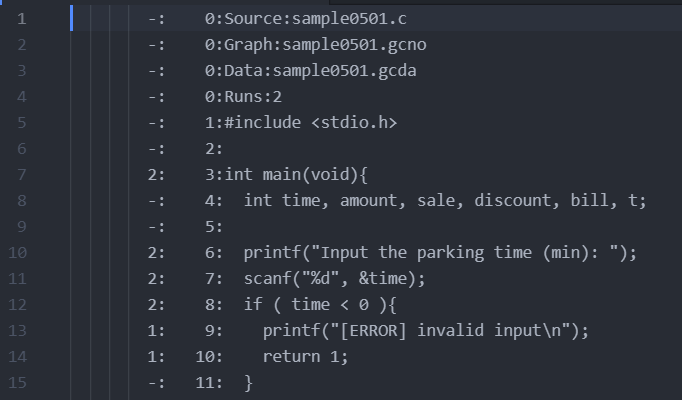 1 -: 0:Source:sample0501.c
2 -: 0:Graph:sample0501.gcno
3 -: 0:Data:sample0501.gcda
4 -: 0:Runs:2
5 -: 1:#include <stdio.h>
6 -: 2:
7 2: 3:int main(void){
8 -: 4:  int time, amount, sale, discount, bill, t;
9 -: 5:
10 2: 6:  printf("Input the parking time (min): ");
11 2: 7:  scanf("%d", &time);
12 2: 8:  if ( time < 0 ){
13 1: 9:    printf("[ERROR] invalid input\n");
14 1: 10:    return 1;
15 -: 11:  }